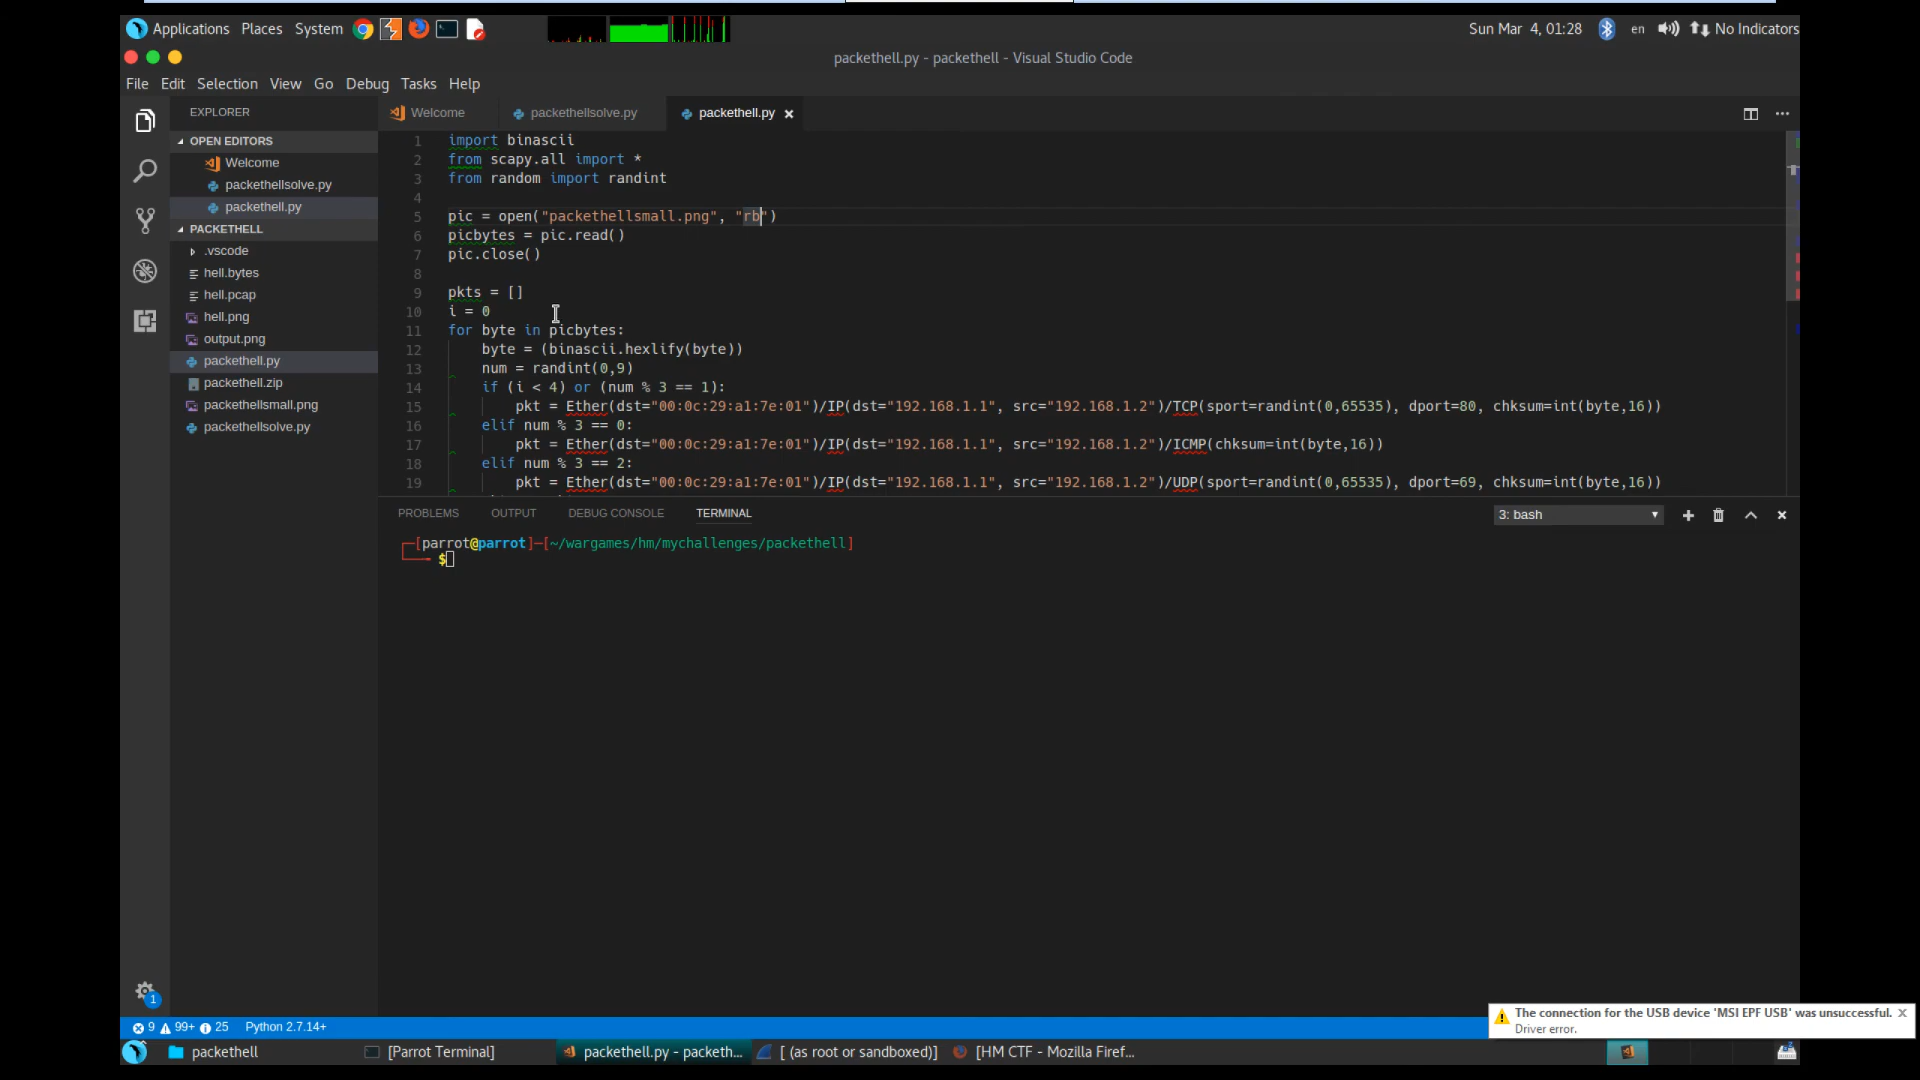 Applications Places System
Sun Mar 4, 01:28
en
No Indicators
packethell.py - packethell - Visual Studio Code
File Edit Selection View Go Debug Tasks Help
EXPLORER
OPEN EDITORS
Welcome
packethellsolve.py
packethell.py
PACKETHELL
.vscode
hell.bytes
hell.pcap
hell.png
output.png
packethell.py
packethell.zip
packethellsmall.png
packethellsolve.py
Welcome packethellsolve.py packethell.py
1 import binascii
2 from scapy.all import *
3 from random import randint
4
5 pic = open("packethellsmall.png", "rb")
6 picbytes = pic.read()
7 pic.close()
8
9 pkts = []
10 i = 0
11 for byte in picbytes:
12 byte = (binascii.hexlify(byte))
13 num = randint(0,9)
14 if (i < 4) or (num % 3 == 1):
15 pkt = Ether(dst="00:0c:29:a1:7e:01")/IP(dst="192.168.1.1", src="192.168.1.2")/TCP(sport=randint(0,65535), dport=80, chksum=int(byte,16))
16 elif num % 3 == 0:
17 pkt = Ether(dst="00:0c:29:a1:7e:01")/IP(dst="192.168.1.1", src="192.168.1.2")/ICMP(chksum=int(byte,16))
18 elif num % 3 == 2:
19 pkt = Ether(dst="00:0c:29:a1:7e:01")/IP(dst="192.168.1.1", src="192.168.1.2")/UDP(sport=randint(0,65535), dport=69, chksum=int(byte,16))
PROBLEMS OUTPUT DEBUG CONSOLE TERMINAL
3: bash
[parrot@parrot]-[~/wargames/hm/mychallenges/packethell]
$
1
9 99+ 25 Python 2.7.14+
The connection for the USB device 'MSI EPF USB' was unsuccessful.
Driver error.
packethell
[Parrot Terminal]
packethell.py - packeth...
[ (as root or sandboxed)]
[HM CTF - Mozilla Firef...